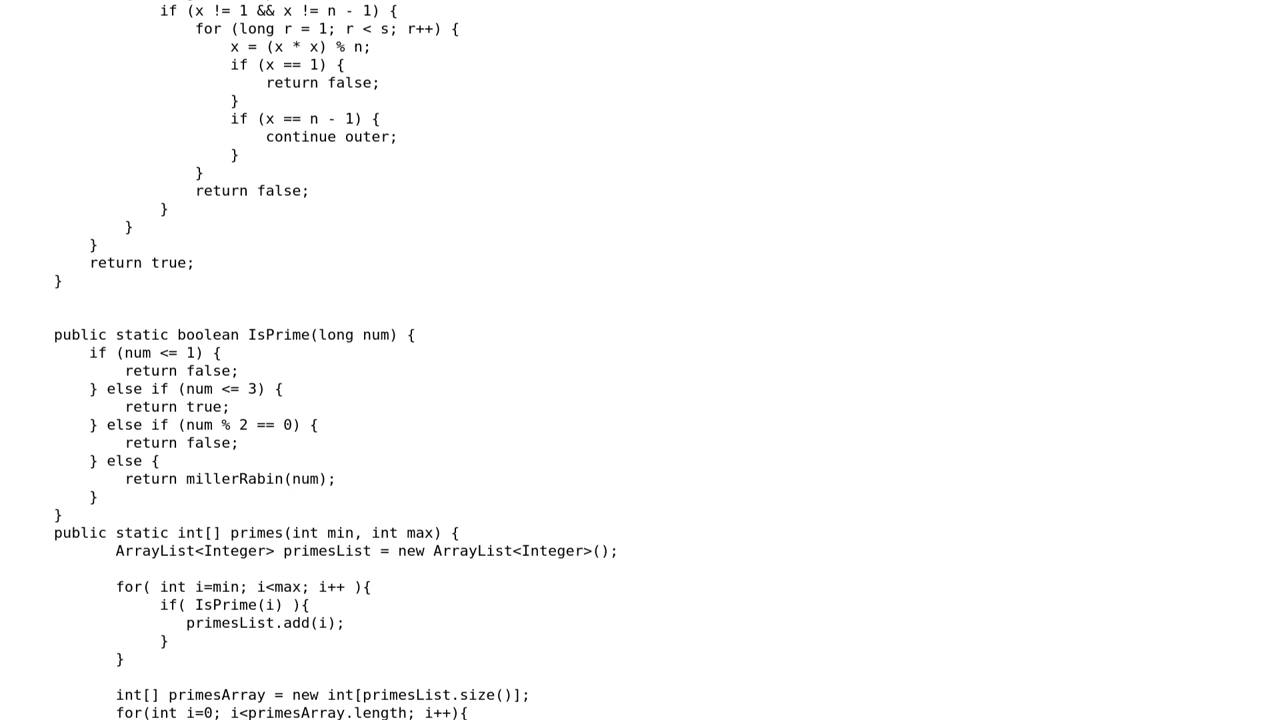 if (x != 1 && x != n - 1) {
for (long r = 1; r < s; r++) {
x = (x * x) % n;
if (x == 1) {
return false;
}
if (x == n - 1) {
continue outer;
}
}
return false;
}
}
}
return true;
}
public static boolean IsPrime(long num) {
if (num <= 1) {
return false;
} else if (num <= 3) {
return true;
} else if (num % 2 == 0) {
return false;
} else {
return millerRabin(num);
}
}
public static int[] primes(int min, int max) {
ArrayList<Integer> primesList = new ArrayList<Integer>();
for( int i=min; i<max; i++ ){
if( IsPrime(i) ){
primesList.add(i);
}
}
int[] primesArray = new int[primesList.size()];
for(int i=0; i<primesArray.length; i++){